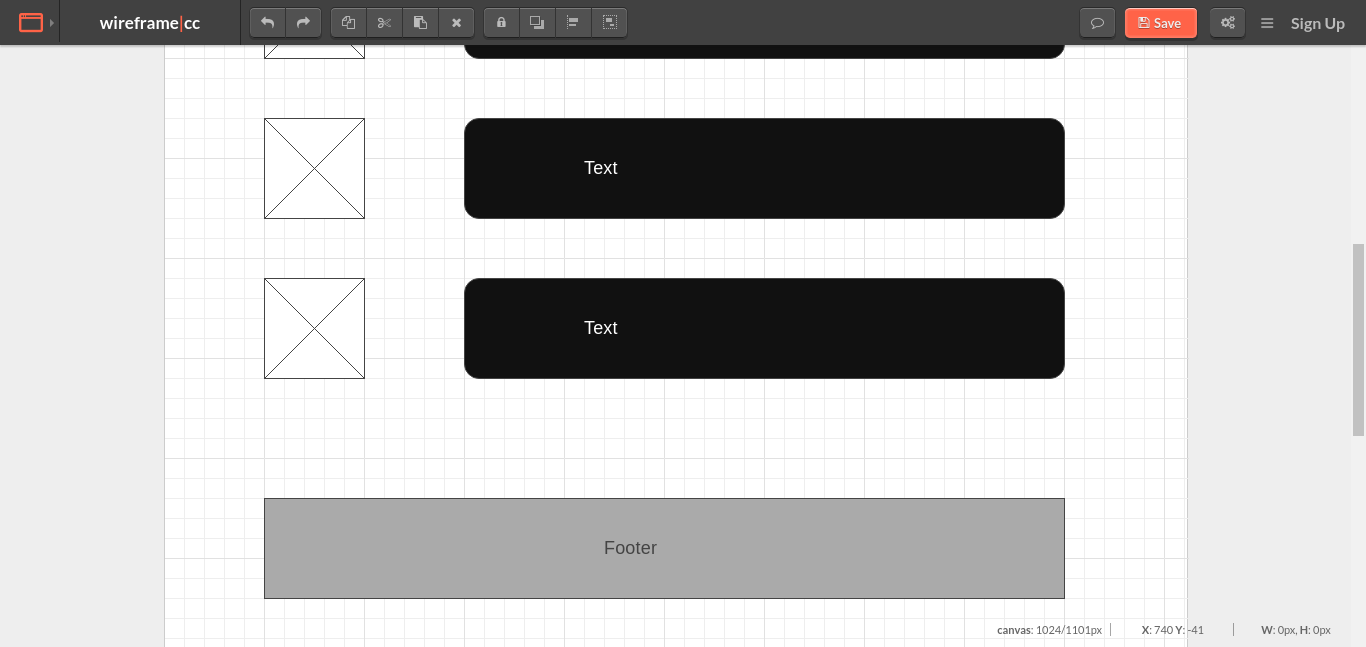 wireframe|cc
Save
Sign Up
Text
Text
Footer
canvas: 1024/1101px
X: 740 Y: -41
W: 0px, H: 0px